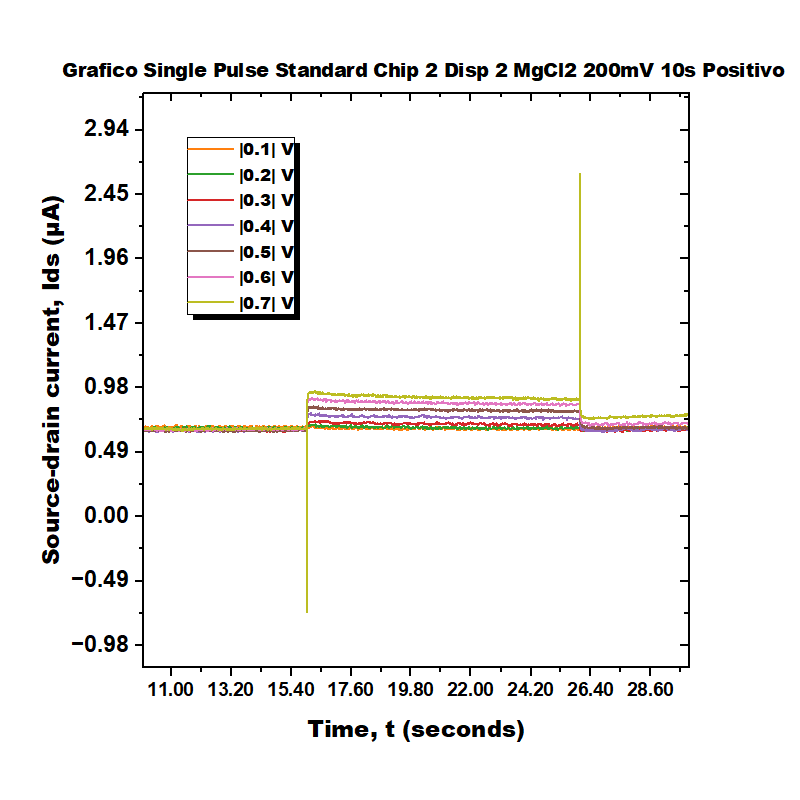 Grafico Single Pulse Standard Chip 2 Disp 2 MgCl2 200mV 10s Positivo
Source-drain current, Ids (μA)
2.94
2.45
1.96
1.47
0.98
0.49
0.00
−0.49
−0.98
|0.1| V
|0.2| V
|0.3| V
|0.4| V
|0.5| V
|0.6| V
|0.7| V
11.00 13.20 15.40 17.60 19.80 22.00 24.20 26.40 28.60
Time, t (seconds)